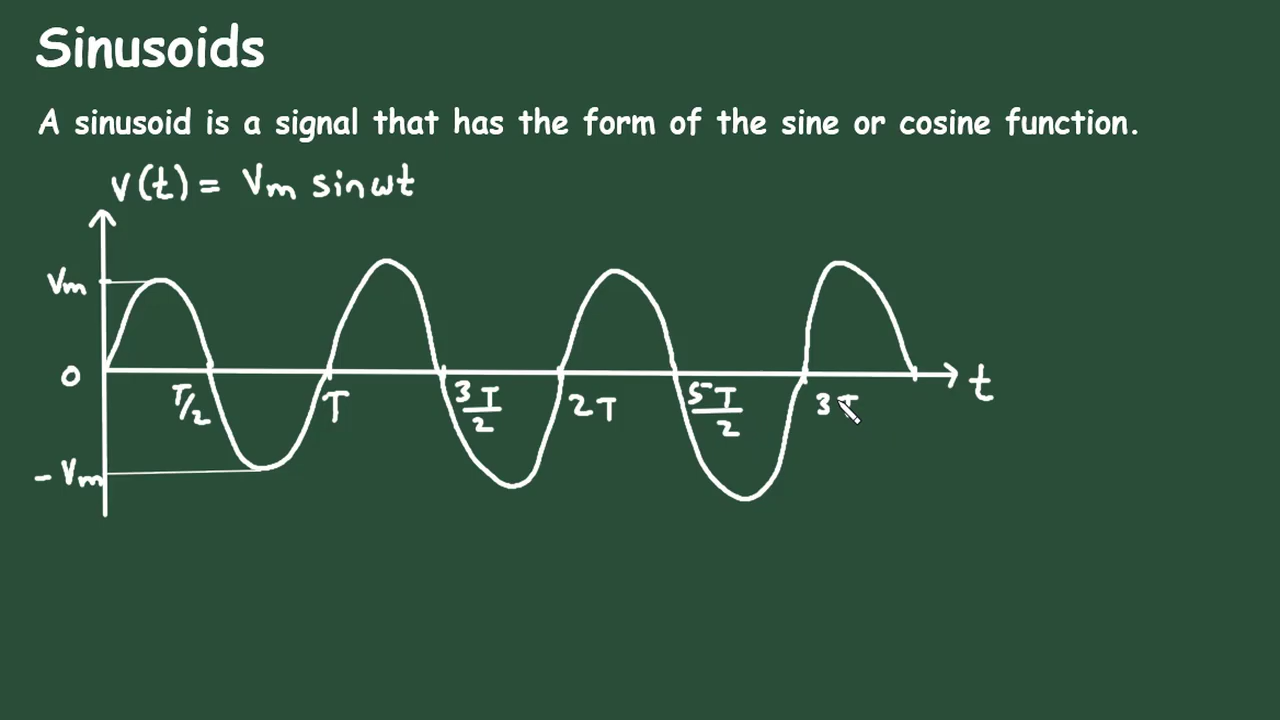 Sinusoids
A sinusoid is a signal that has the form of the sine or cosine function.
v(t) = Vm sinωt
Vm
0
t
T/2
T
3T/2
2T
5T/2
3T
-Vm